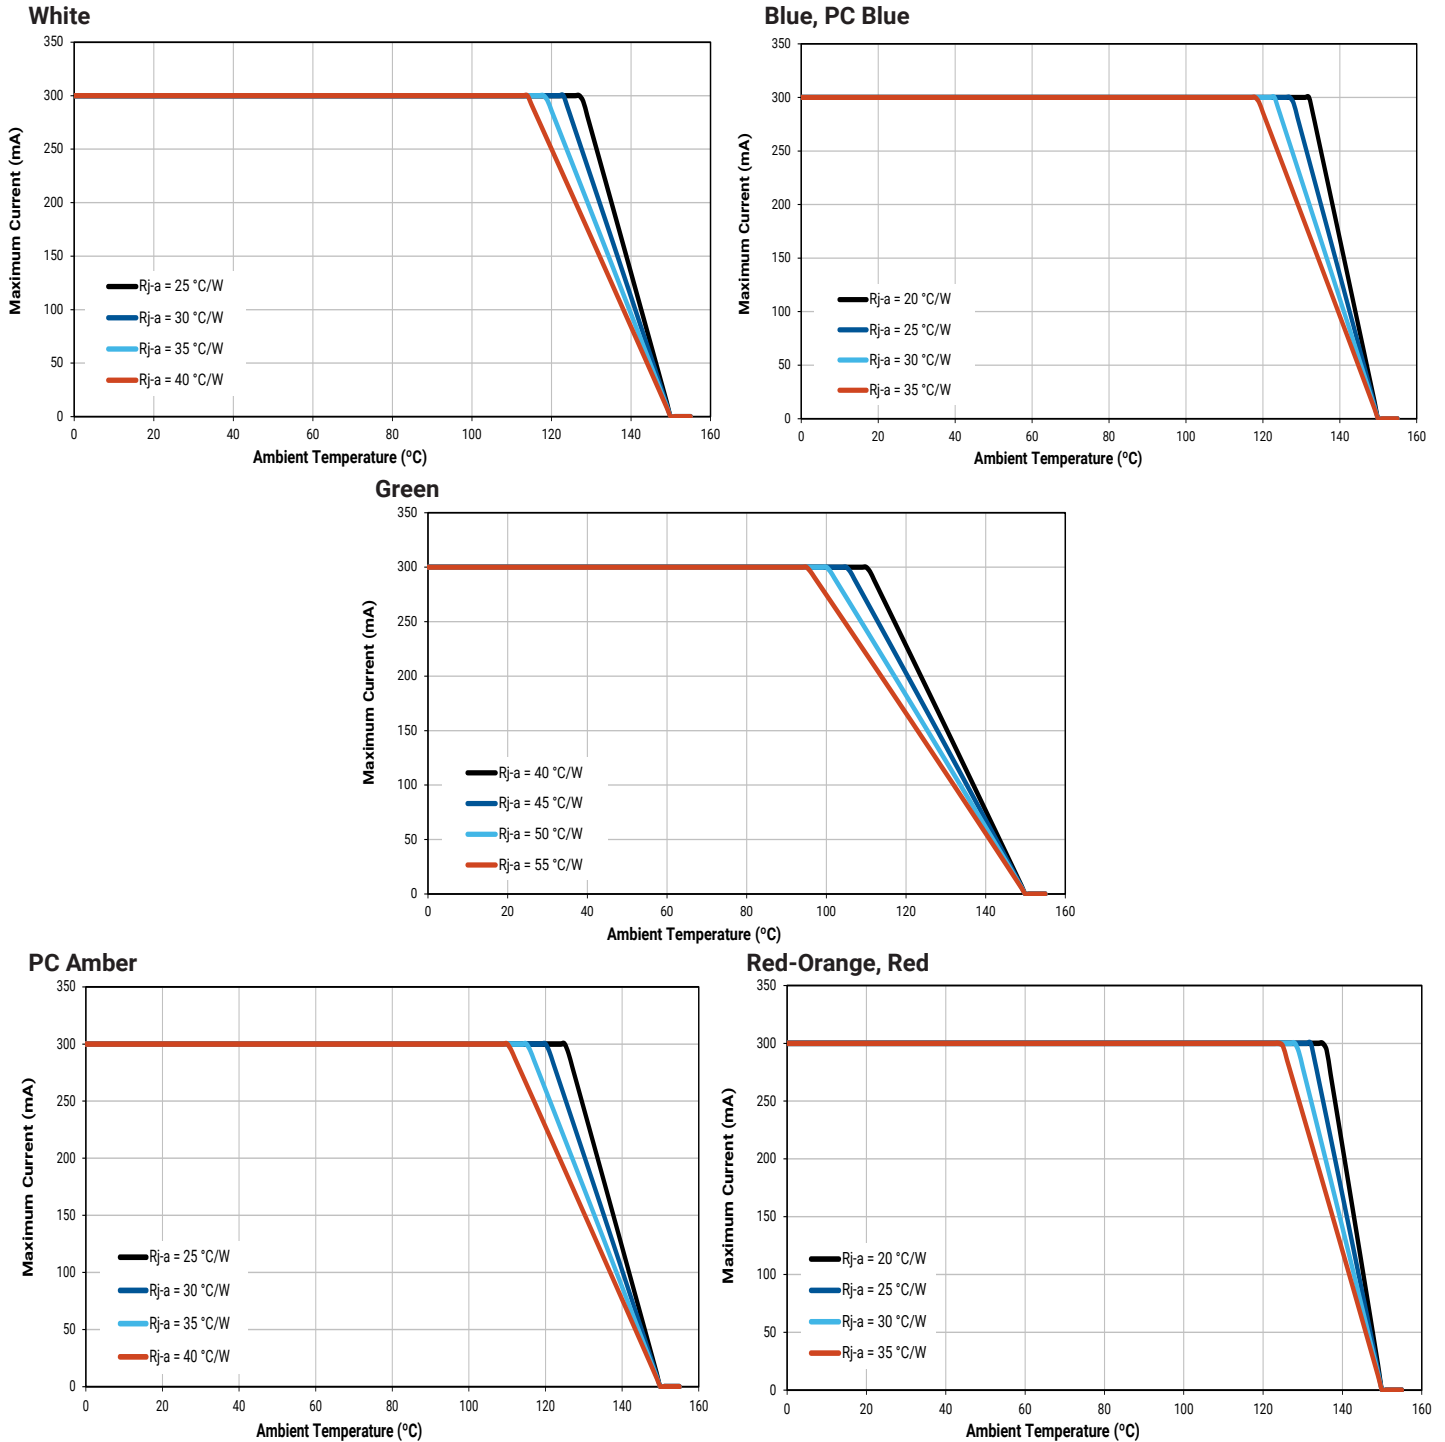 White
350
300
250
200
150
100
50
0
0 20 40 60 80 100 120 140 160
Maximum Current (mA)
Ambient Temperature (ºC)
Rj-a = 25 °C/W
Rj-a = 30 °C/W
Rj-a = 35 °C/W
Rj-a = 40 °C/W
Blue, PC Blue
350
300
250
200
150
100
50
0
0 20 40 60 80 100 120 140 160
Maximum Current (mA)
Ambient Temperature (ºC)
Rj-a = 20 °C/W
Rj-a = 25 °C/W
Rj-a = 30 °C/W
Rj-a = 35 °C/W
Green
350
300
250
200
150
100
50
0
0 20 40 60 80 100 120 140 160
Maximum Current (mA)
Ambient Temperature (ºC)
Rj-a = 40 °C/W
Rj-a = 45 °C/W
Rj-a = 50 °C/W
Rj-a = 55 °C/W
PC Amber
350
300
250
200
150
100
50
0
0 20 40 60 80 100 120 140 160
Maximum Current (mA)
Ambient Temperature (ºC)
Rj-a = 25 °C/W
Rj-a = 30 °C/W
Rj-a = 35 °C/W
Rj-a = 40 °C/W
Red-Orange, Red
350
300
250
200
150
100
50
0
0 20 40 60 80 100 120 140 160
Maximum Current (mA)
Ambient Temperature (ºC)
Rj-a = 20 °C/W
Rj-a = 25 °C/W
Rj-a = 30 °C/W
Rj-a = 35 °C/W